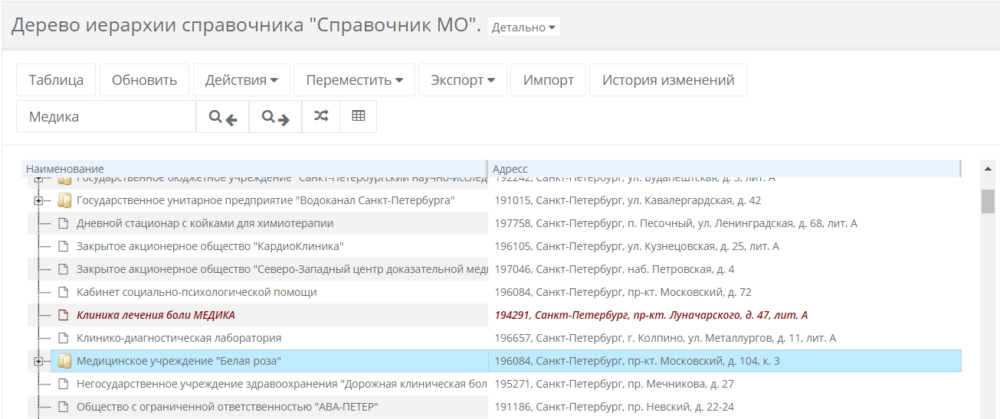 Дерево иерархии справочника "Справочник МО". Детально
Таблица Обновить Действия Переместить Экспорт Импорт История изменений
Медика
Наименование Адресс
Государственное бюджетное учреждение "Санкт-Петербургский научно-исслед 192242, Санкт-Петербург, ул. Будапештская, д. 3, лит. А
Государственное унитарное предприятие "Водоканал Санкт-Петербурга" 191015, Санкт-Петербург, ул. Кавалергардская, д. 42
Дневной стационар с койками для химиотерапии 197758, Санкт-Петербург, п. Песочный, ул. Ленинградская, д. 68, лит. А
Закрытое акционерное общество "КардиоКлиника" 196105, Санкт-Петербург, ул. Кузнецовская, д. 25, лит. А
Закрытое акционерное общество "Северо-Западный центр доказательной меди 197046, Санкт-Петербург, наб. Петровская, д. 4
Кабинет социально-психологической помощи 196084, Санкт-Петербург, пр-кт. Московский, д. 72
Клиника лечения боли МЕДИКА 194291, Санкт-Петербург, пр-кт. Луначарского, д. 47, лит. А
Клинико-диагностическая лаборатория 196657, Санкт-Петербург, г. Колпино, ул. Металлургов, д. 11, лит. А
Медицинское учреждение "Белая роза" 196084, Санкт-Петербург, пр-кт. Московский, д. 104, к. 3
Негосударственное учреждение здравоохранения "Дорожная клиническая бол 195271, Санкт-Петербург, пр. Мечникова, д. 27
Общество с ограниченной ответственностью "АВА-ПЕТЕР" 191186, Санкт-Петербург, пр. Невский, д. 22-24